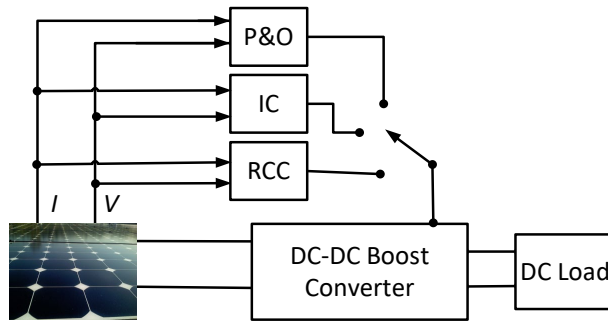 P&O
IC
RCC
I
V
DC-DC Boost
Converter
DC Load